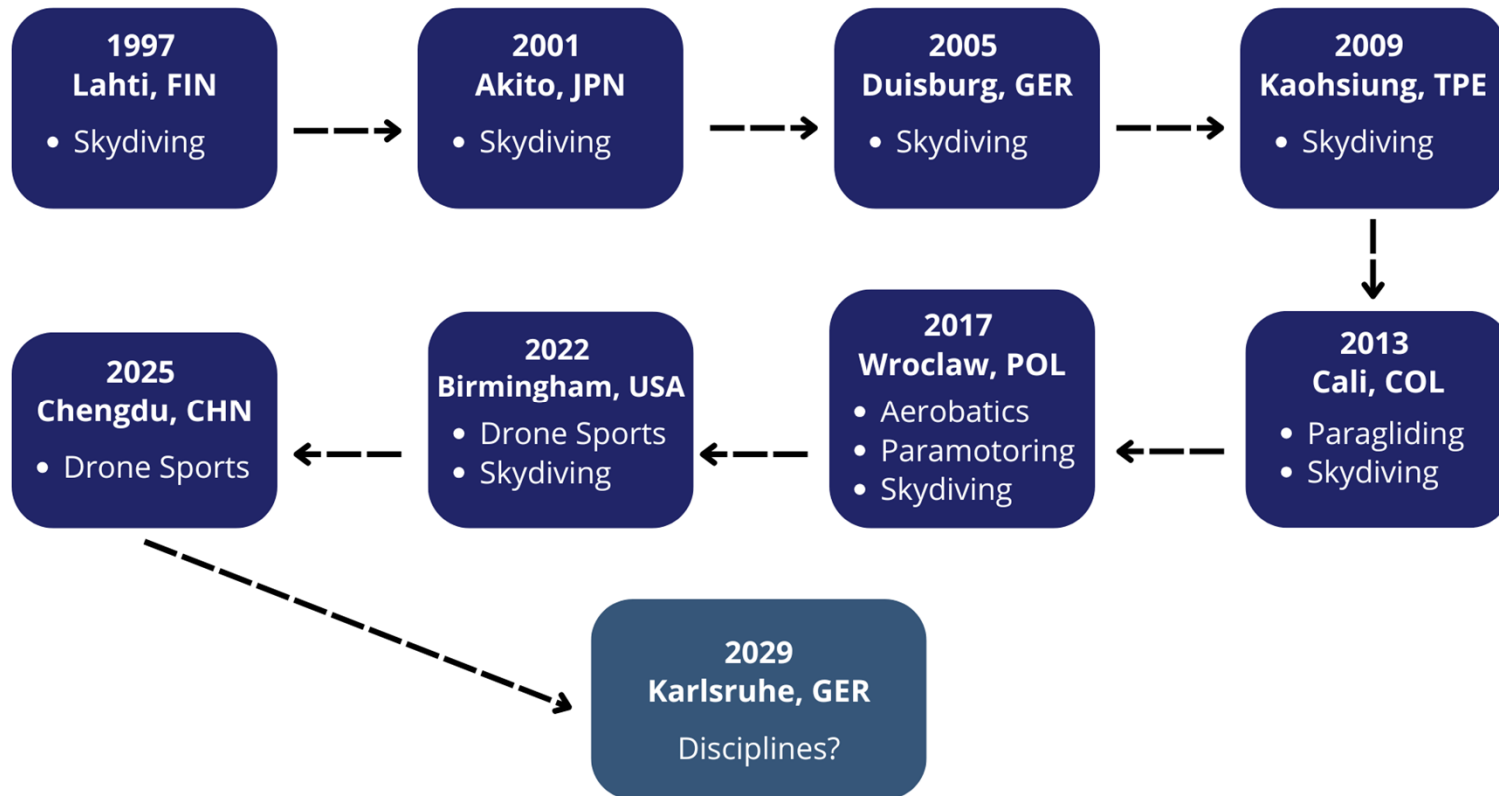 1997
Lahti, FIN
• Skydiving
2001
Akito, JPN
• Skydiving
2005
Duisburg, GER
• Skydiving
2009
Kaohsiung, TPE
• Skydiving
2013
Cali, COL
• Paragliding
• Skydiving
2017
Wroclaw, POL
• Aerobatics
• Paramotoring
• Skydiving
2022
Birmingham, USA
• Drone Sports
• Skydiving
2025
Chengdu, CHN
• Drone Sports
2029
Karlsruhe, GER
Disciplines?